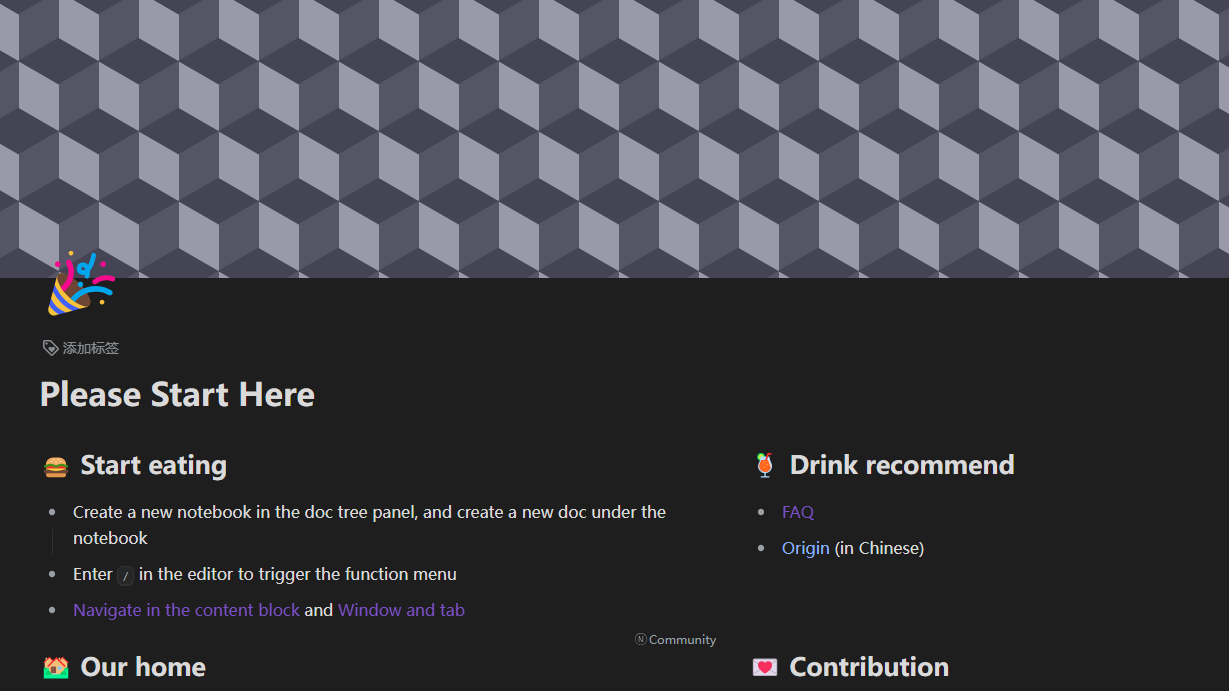 添加标签
Please Start Here
Start eating
Create a new notebook in the doc tree panel, and create a new doc under the
notebook
Enter / in the editor to trigger the function menu
Navigate in the content block and Window and tab
Drink recommend
FAQ
Origin (in Chinese)
Ⓝ Community
Our home
Contribution